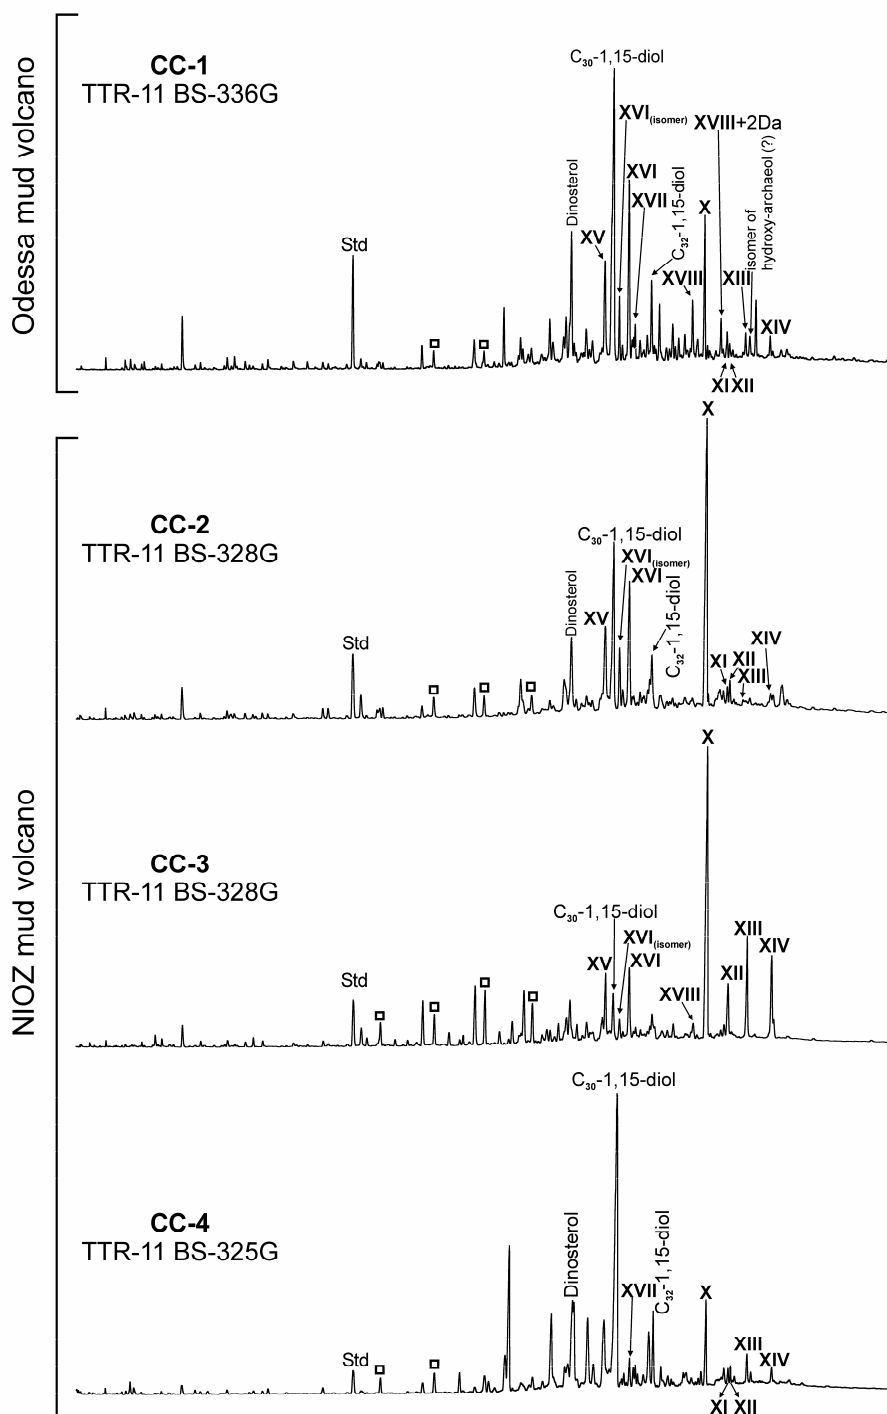 Odessa mud volcano
CC-1
TTR-11 BS-336G
Std
Dinosterol
XV
C30-1,15-diol
XVI(isomer)
XVI
XVII
C32-1,15-diol
XVIII
X
XVIII+2Da
XIII
isomer of
hydroxy-archaeol (?)
XIV
XI XII
NIOZ mud volcano
CC-2
TTR-11 BS-328G
Std
Dinosterol
XV
C30-1,15-diol
XVI(isomer)
XVI
C32-1,15-diol
X
XI
XII
XIII
XIV
CC-3
TTR-11 BS-328G
Std
XV
C30-1,15-diol
XVI(isomer)
XVI
XVIII
X
XII
XIII
XIV
CC-4
TTR-11 BS-325G
Std
Dinosterol
C30-1,15-diol
XVII
C32-1,15-diol
X
XIII
XIV
XI XII